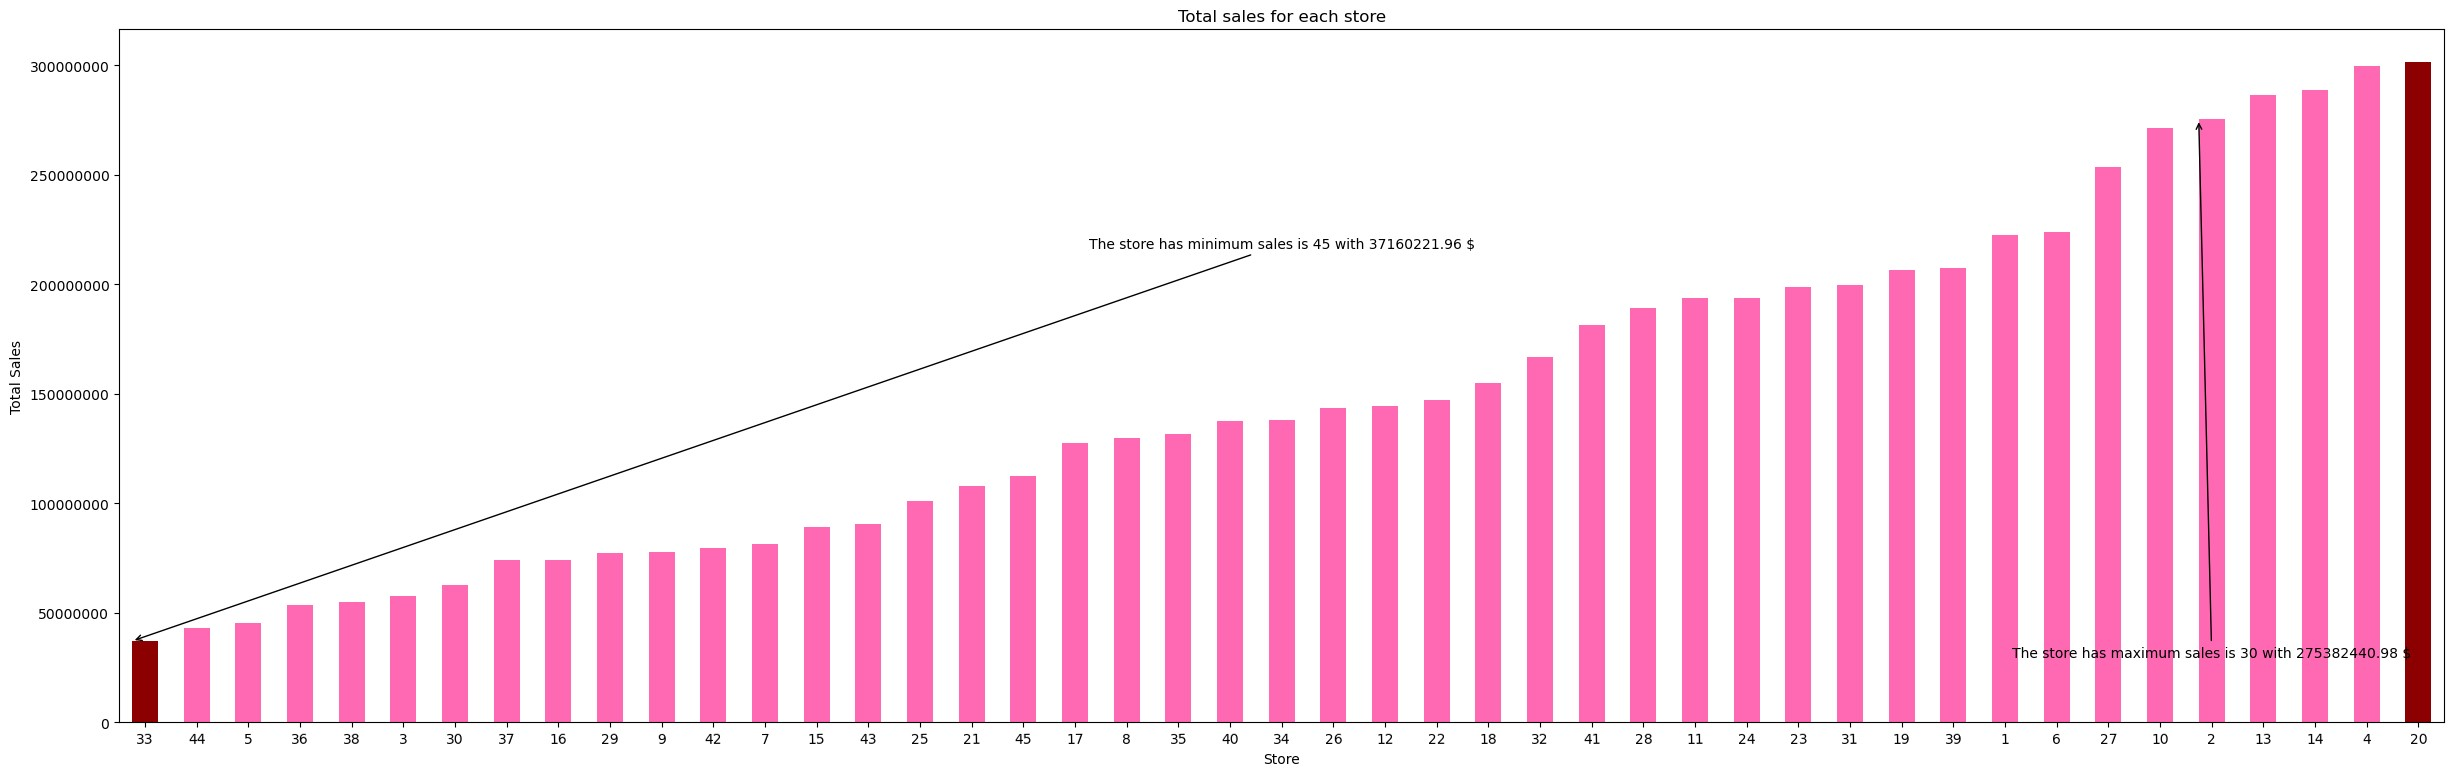 Total sales for each store
300000000
250000000
200000000
150000000
100000000
50000000
0
Total Sales
The store has minimum sales is 45 with 37160221.96 $
The store has maximum sales is 30 with 275382440.98 $
33 44 5 36 38 3 30 37 16 29 9 42 7 15 43 25 21 45 17 8 35 40 34 26 12 22 18 32 41 28 11 24 23 31 19 39 1 6 27 10 2 13 14 4 20
Store